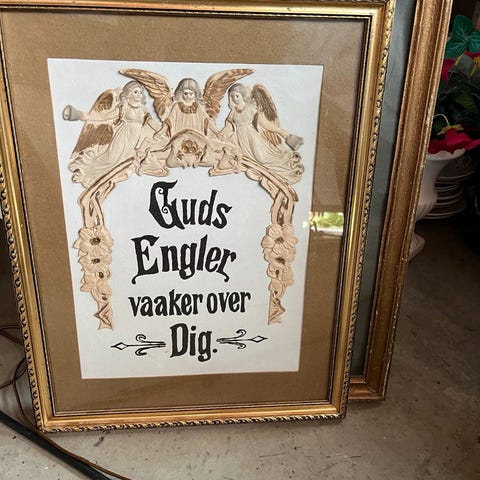 Guds
Engler
vaaker over
Dig.